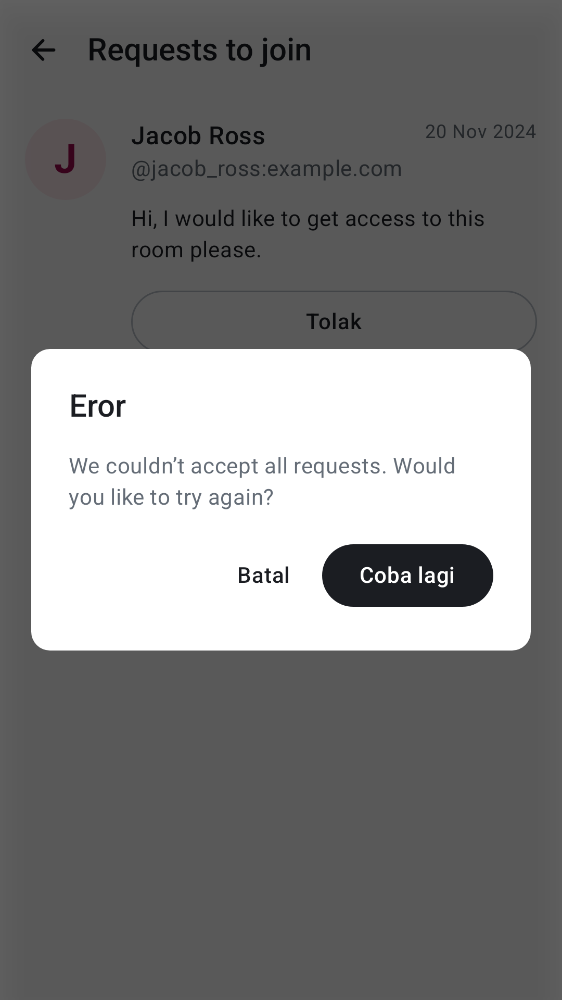 Requests to join
J
Jacob Ross
20 Nov 2024
@jacob_ross:example.com
Hi, I would like to get access to this
room please.
Tolak
Eror
We couldn’t accept all requests. Would
you like to try again?
Batal
Coba lagi